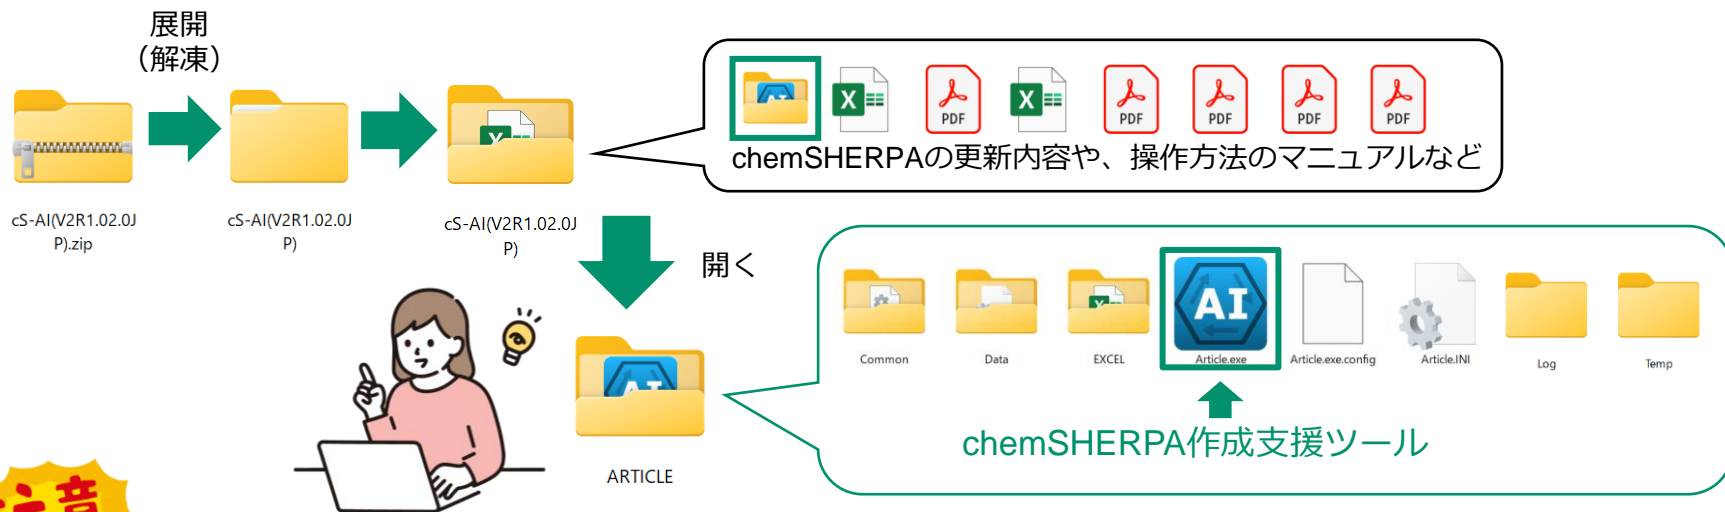 展開
（解凍）
cS-AI(V2R1.02.0J
P).zip
cS-AI(V2R1.02.0J
P)
cS-AI(V2R1.02.0J
P)
X
PDF
X
PDF
PDF
PDF
PDF
chemSHERPAの更新内容や、操作方法のマニュアルなど
開く
AI
ARTICLE
Common
Data
EXCEL
AI
Article.exe
Article.exe.config
Article.INI
Log
Temp
chemSHERPA作成支援ツール
注意